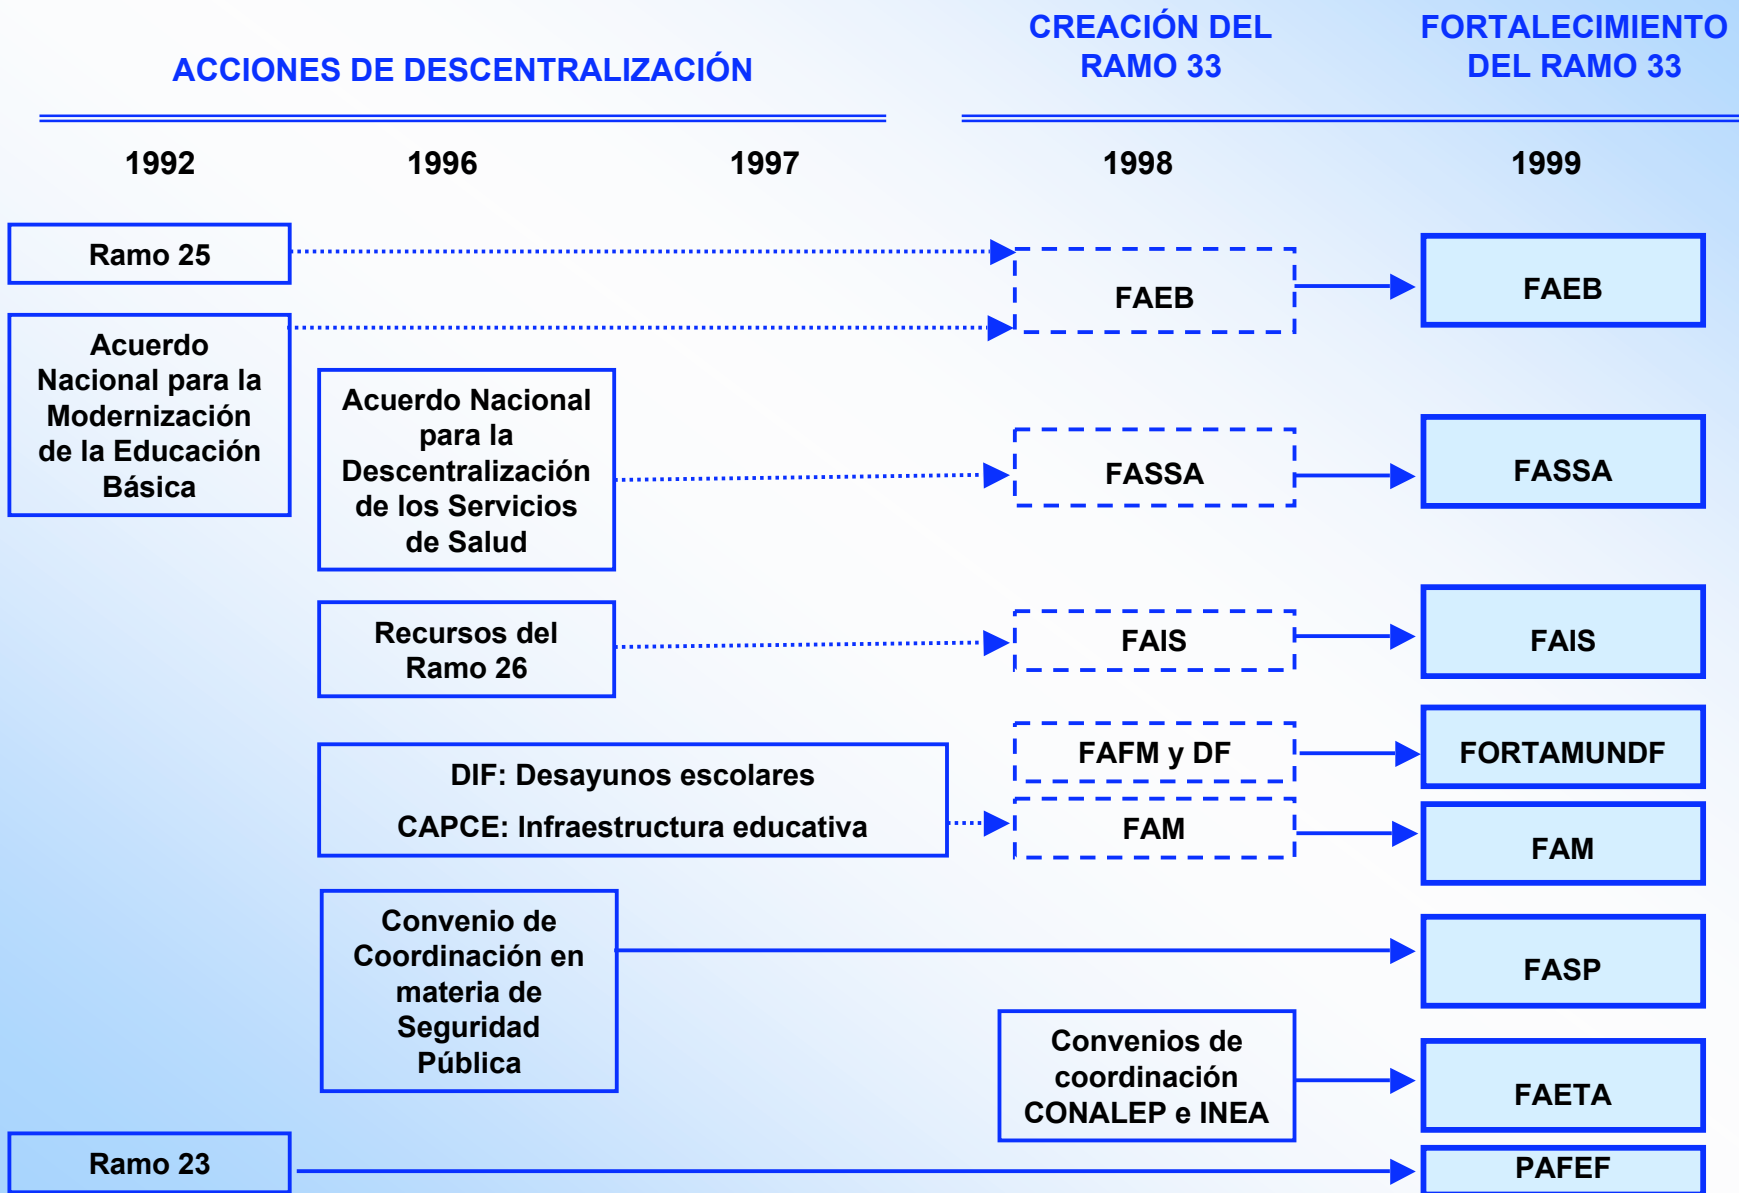 ACCIONES DE DESCENTRALIZACIÓN
CREACIÓN DEL
RAMO 33
FORTALECIMIENTO
DEL RAMO 33
1992
1996
1997
1998
1999
Ramo 25
FAEB
FAEB
Acuerdo
Nacional para la
Modernización
de la Educación
Básica
Acuerdo Nacional
para la
Descentralización
de los Servicios
de Salud
FASSA
FASSA
Recursos del
Ramo 26
FAIS
FAIS
DIF: Desayunos escolares
CAPCE: Infraestructura educativa
FAFM y DF
FORTAMUNDF
FAM
FAM
Convenio de
Coordinación en
materia de
Seguridad
Pública
FASP
Convenios de
coordinación
CONALEP e INEA
FAETA
Ramo 23
PAFEF